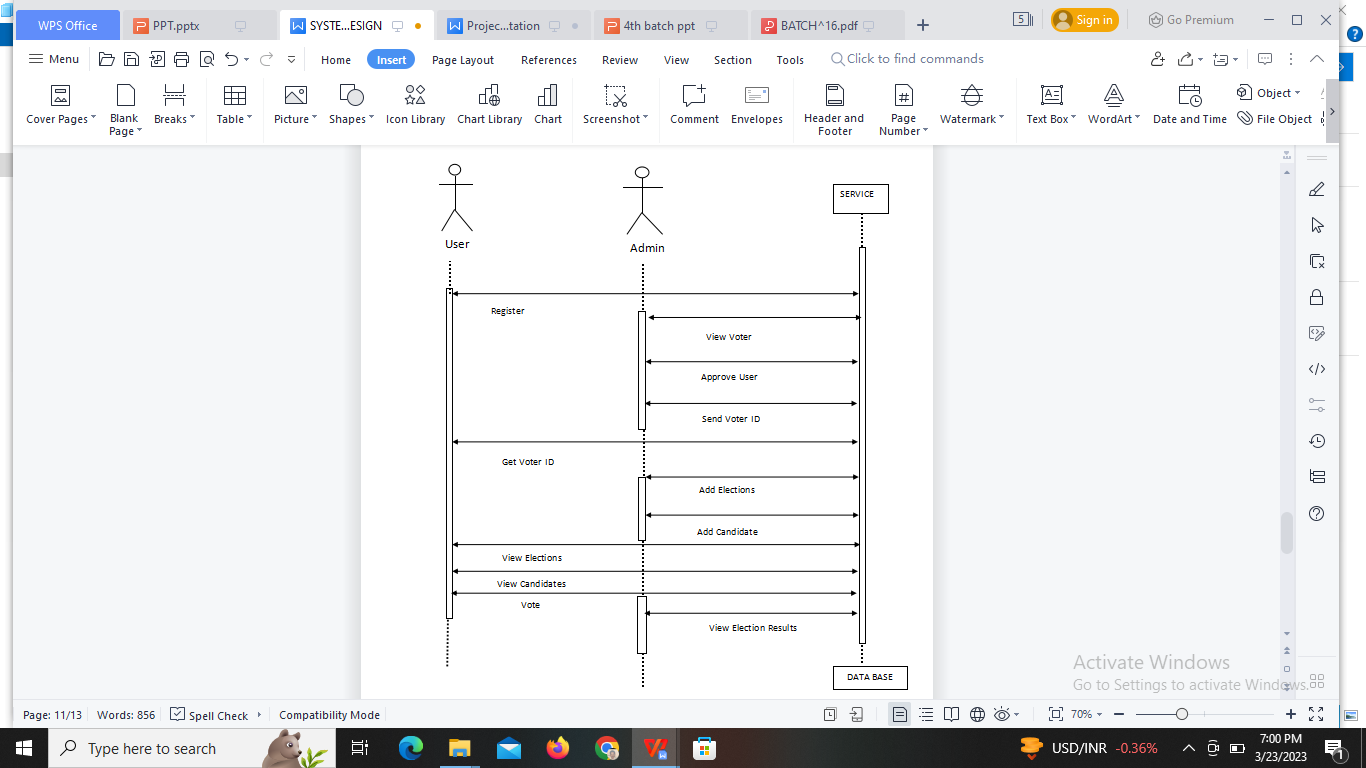 WPS Office
PPT.pptx
SYSTE...ESIGN
Projec...tation
4th batch ppt
BATCH^16.pdf
5
Sign in
Go Premium
Menu
Home
Insert
Page Layout
References
Review
View
Section
Tools
Click to find commands
Cover Pages
Blank
Page
Breaks
Table
Picture
Shapes
Icon Library
Chart Library
Chart
Screenshot
Comment
Envelopes
Header and
Footer
Page
Number
Watermark
Text Box
WordArt
Date and Time
Object
File Object
SERVICE
User
Admin
Register
View Voter
Approve User
Send Voter ID
Get Voter ID
Add Elections
Add Candidate
View Elections
View Candidates
Vote
View Election Results
DATA BASE
Activate Windows
Go to Settings to activate Windows.
Page: 11/13
Words: 856
Spell Check
Compatibility Mode
70%
Type here to search
USD/INR
-0.36%
7:00 PM
3/23/2023
1